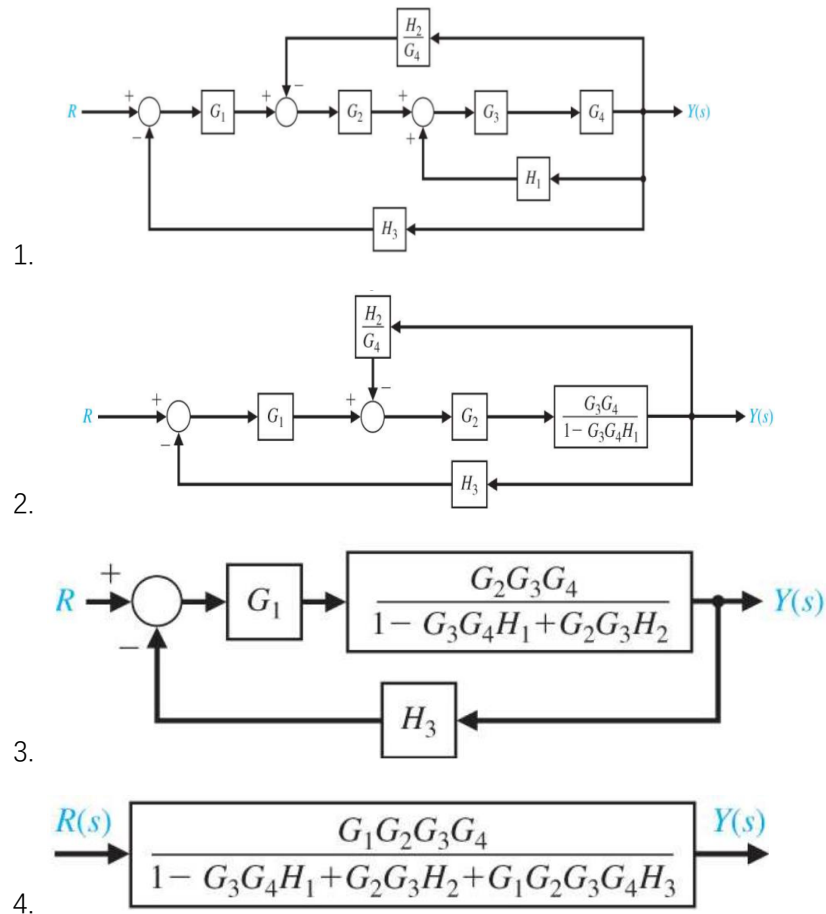 H₂
G₄
R + − G₁ + − G₂ + + G₃ G₄ Y(s)
H₁
H₃
1.
H₂
G₄
R + − G₁ + − G₂ G₃G₄ Y(s)
1− G₃G₄H₁
H₃
2.
R + − G₁ G₂G₃G₄ Y(s)
1− G₃G₄H₁+G₂G₃H₂
H₃
3.
R(s) G₁G₂G₃G₄ Y(s)
1− G₃G₄H₁+G₂G₃H₂+G₁G₂G₃G₄H₃
4.